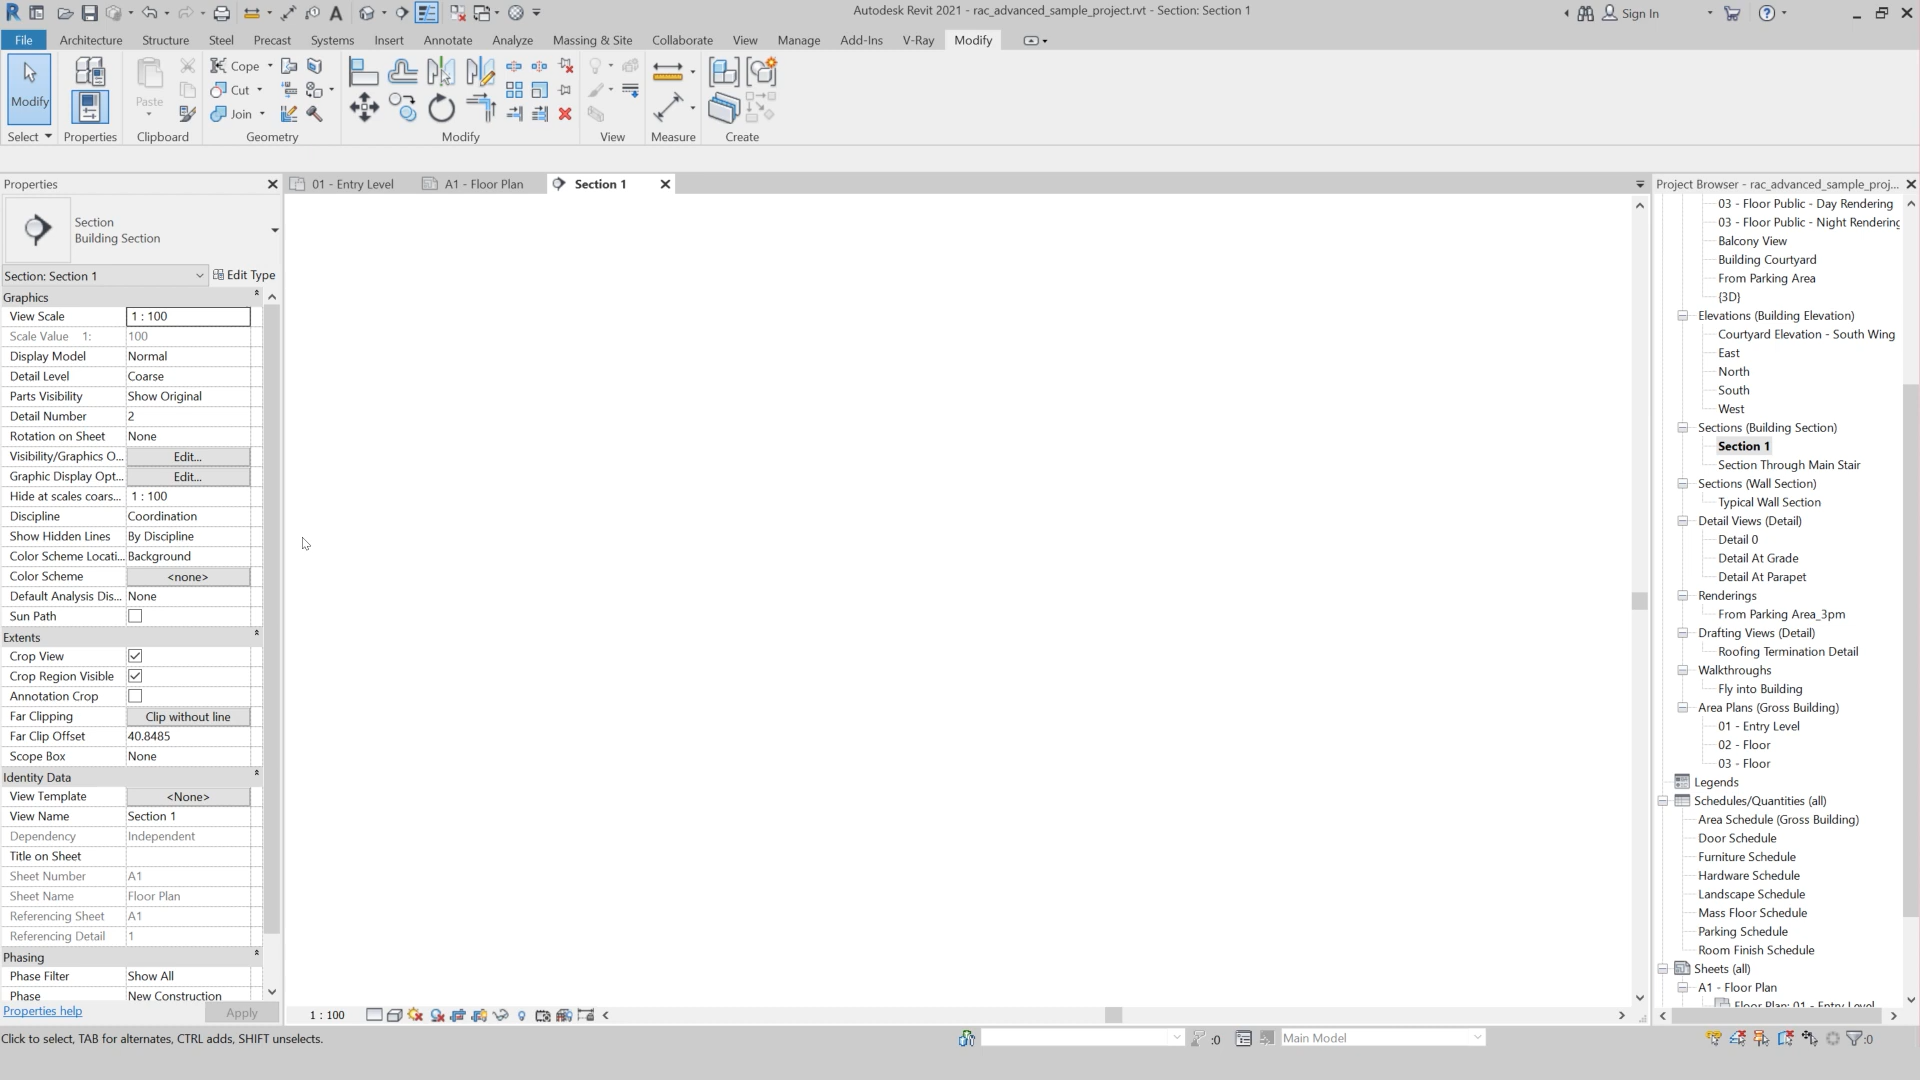 Autodesk Revit 2021 - rac_advanced_sample_project.rvt - Section: Section 1
Sign In
File
Architecture
Structure
Steel
Precast
Systems
Insert
Annotate
Analyze
Massing & Site
Collaborate
View
Manage
Add-Ins
V-Ray
Modify
Modify
Paste
Cope
Cut
Join
Select
Properties
Clipboard
Geometry
Modify
View
Measure
Create
Properties
01 - Entry Level
A1 - Floor Plan
Section 1
Project Browser - rac_advanced_sample_proj...
Section
Building Section
Section: Section 1
Edit Type
Graphics
View Scale 1 : 100
Scale Value 1: 100
Display Model Normal
Detail Level Coarse
Parts Visibility Show Original
Detail Number 2
Rotation on Sheet None
Visibility/Graphics O... Edit...
Graphic Display Opt... Edit...
Hide at scales coars... 1 : 100
Discipline Coordination
Show Hidden Lines By Discipline
Color Scheme Locati... Background
Color Scheme <none>
Default Analysis Dis... None
Sun Path
Extents
Crop View
Crop Region Visible
Annotation Crop
Far Clipping Clip without line
Far Clip Offset 40.8485
Scope Box None
Identity Data
View Template <None>
View Name Section 1
Dependency Independent
Title on Sheet
Sheet Number A1
Sheet Name Floor Plan
Referencing Sheet A1
Referencing Detail 1
Phasing
Phase Filter Show All
Phase New Construction
Properties help
Apply
03 - Floor Public - Day Rendering
03 - Floor Public - Night Rendering
Balcony View
Building Courtyard
From Parking Area
{3D}
Elevations (Building Elevation)
Courtyard Elevation - South Wing
East
North
South
West
Sections (Building Section)
Section 1
Section Through Main Stair
Sections (Wall Section)
Typical Wall Section
Detail Views (Detail)
Detail 0
Detail At Grade
Detail At Parapet
Renderings
From Parking Area_3pm
Drafting Views (Detail)
Roofing Termination Detail
Walkthroughs
Fly into Building
Area Plans (Gross Building)
01 - Entry Level
02 - Floor
03 - Floor
Legends
Schedules/Quantities (all)
Area Schedule (Gross Building)
Door Schedule
Furniture Schedule
Hardware Schedule
Landscape Schedule
Mass Floor Schedule
Parking Schedule
Room Finish Schedule
Sheets (all)
A1 - Floor Plan
Floor Plan: 01 - Entry Level
1 : 100
Click to select, TAB for alternates, CTRL adds, SHIFT unselects.
:0
Main Model
:0